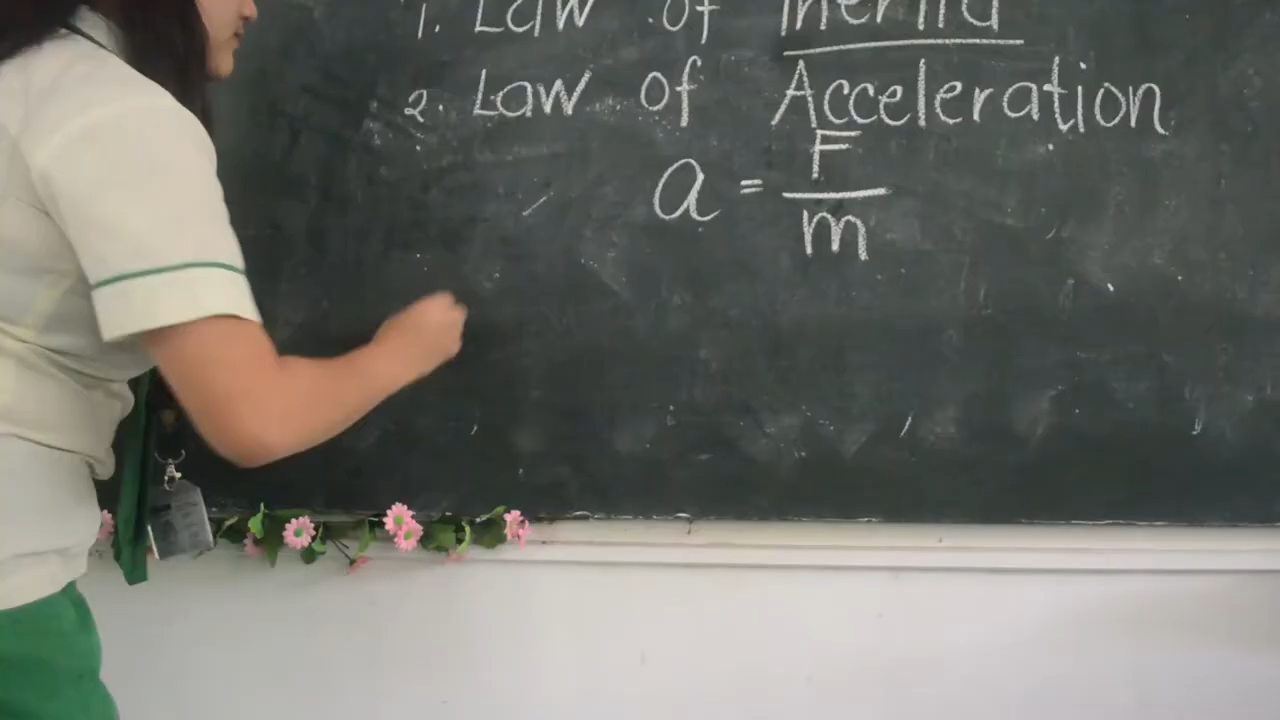 1. Law of Inertia
2. Law of Acceleration
a = F/m